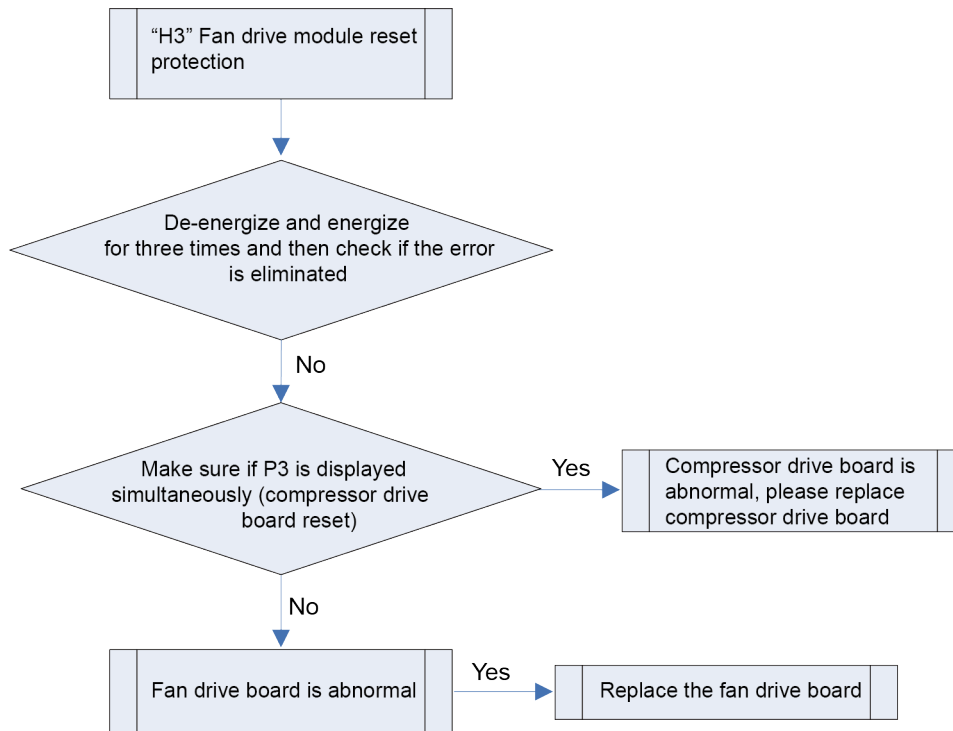 “H3” Fan drive module reset
protection
De-energize and energize
for three times and then check if the error
is eliminated
No
Make sure if P3 is displayed
simultaneously (compressor drive
board reset)
Yes
Compressor drive board is
abnormal, please replace
compressor drive board
No
Fan drive board is abnormal
Yes
Replace the fan drive board